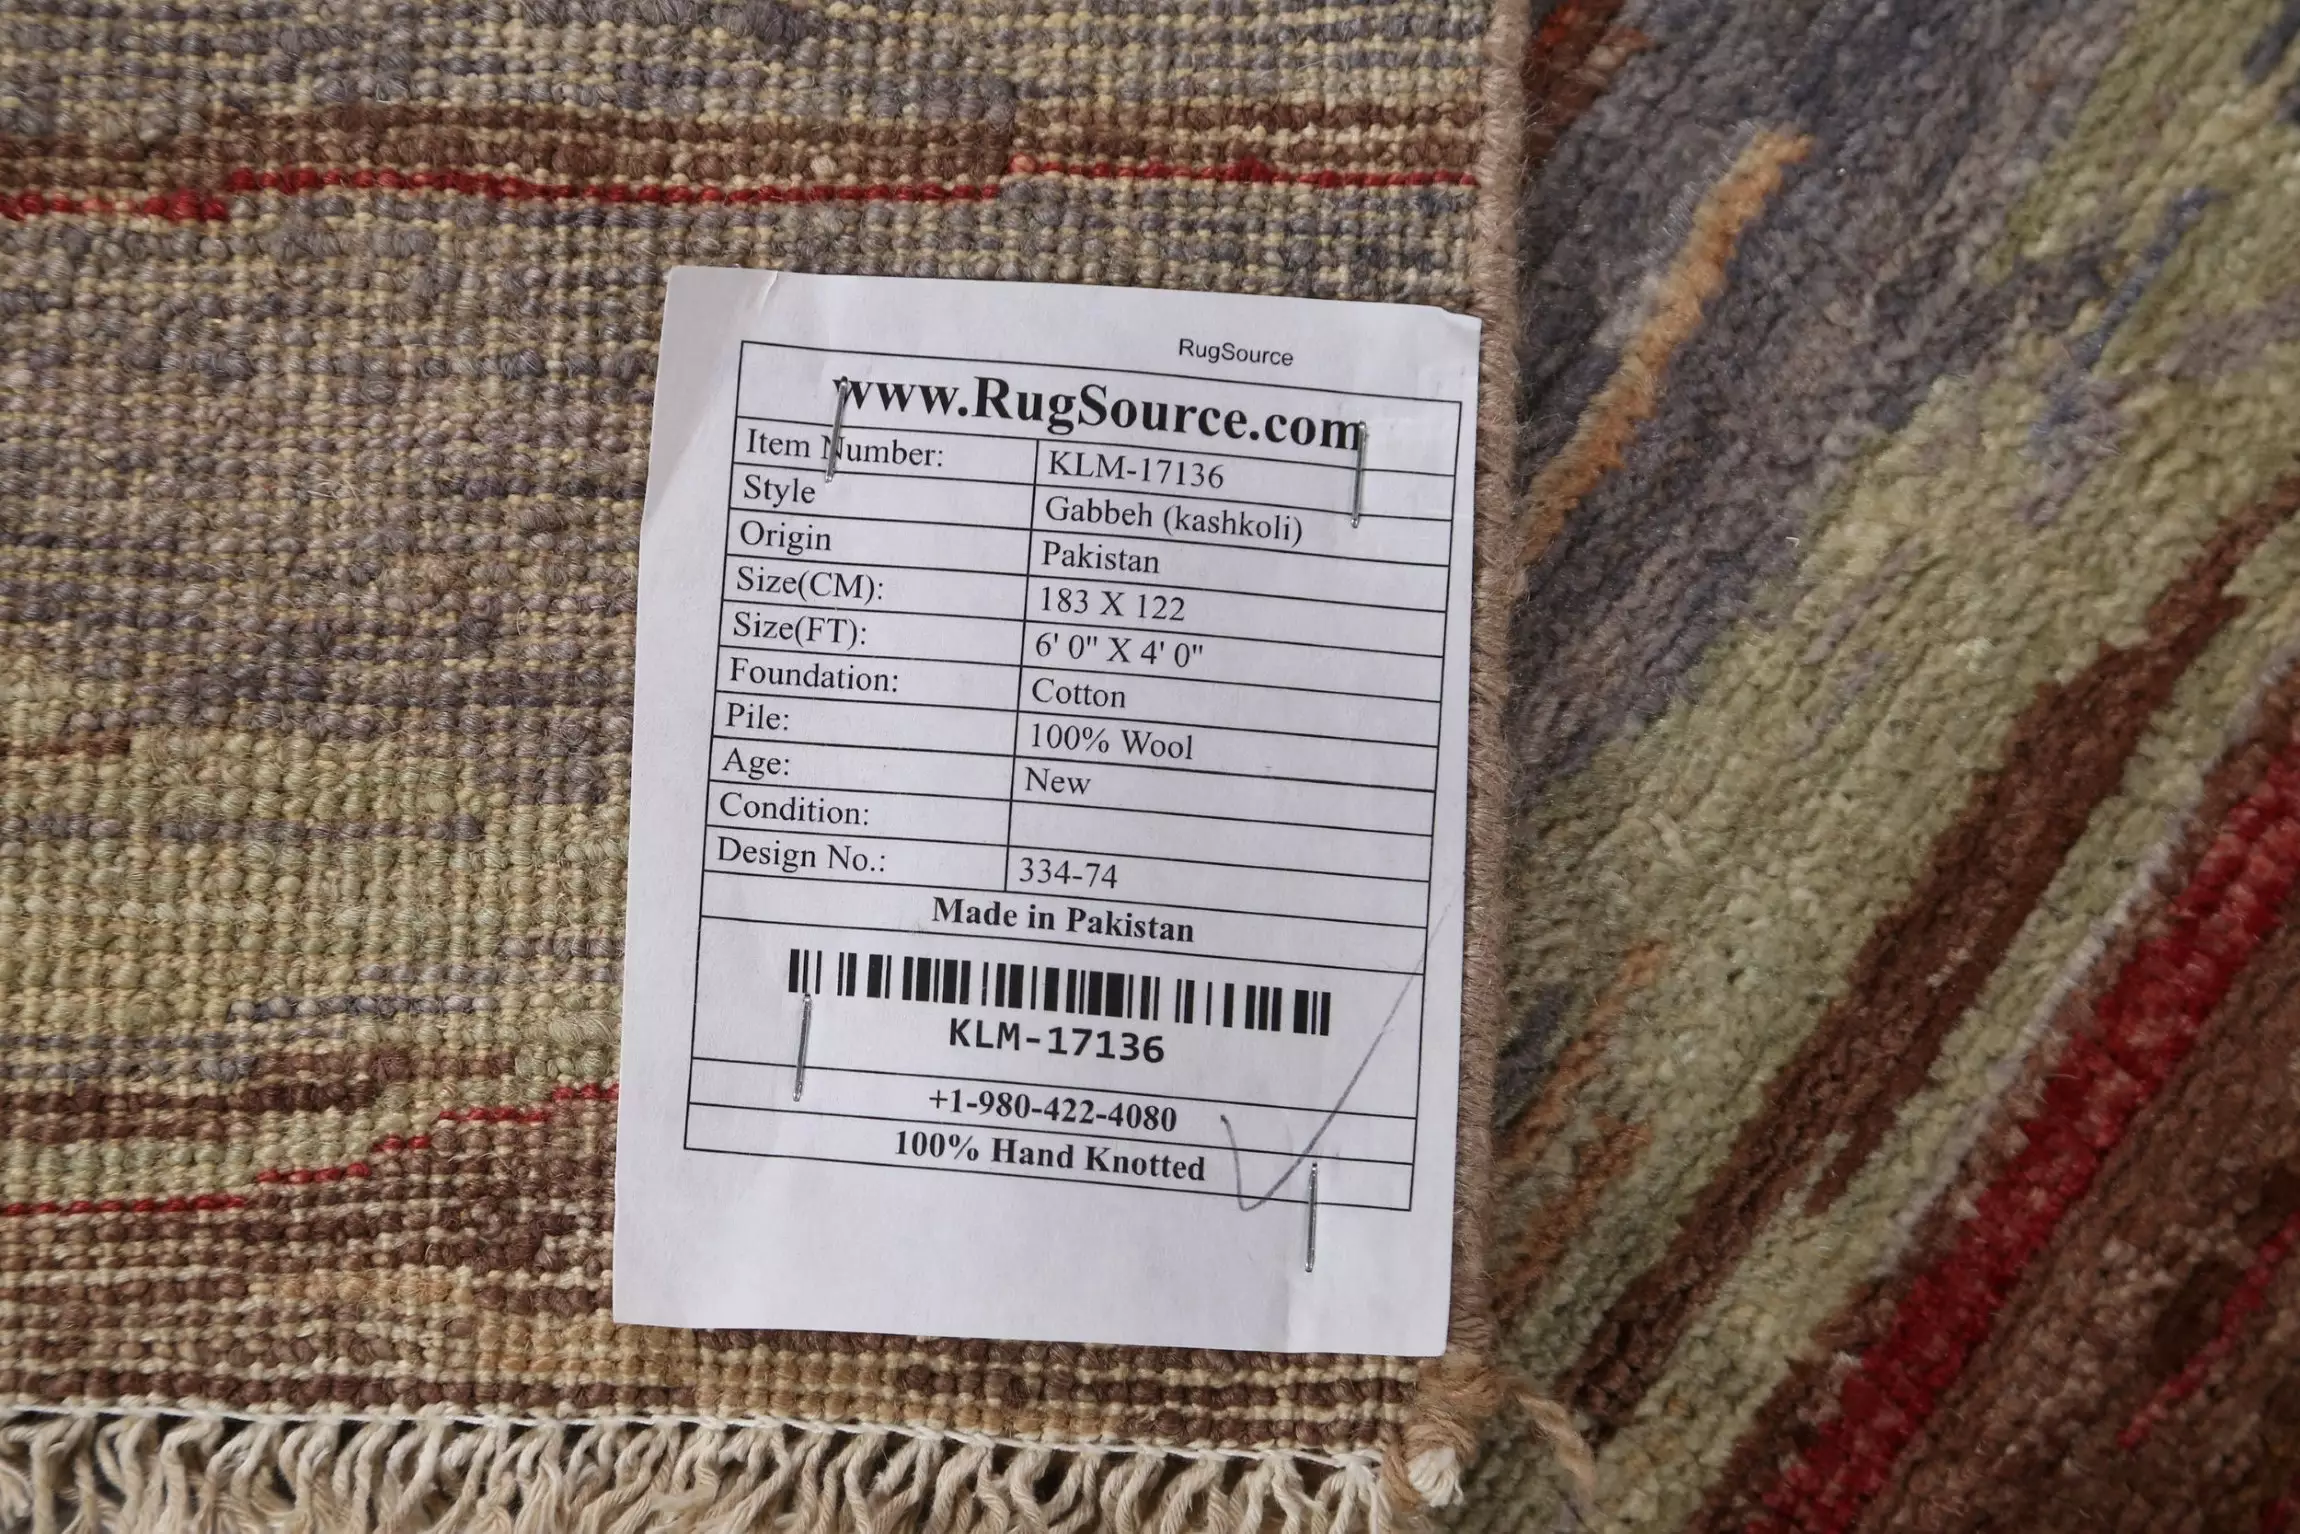 RugSource
www.RugSource.com
Item Number: KLM-17136
Style Gabbeh (kashkoli)
Origin Pakistan
Size(CM): 183 X 122
Size(FT): 6' 0" X 4' 0"
Foundation: Cotton
Pile: 100% Wool
Age: New
Condition:
Design No.: 334-74
Made in Pakistan
KLM-17136
+1-980-422-4080
100% Hand Knotted